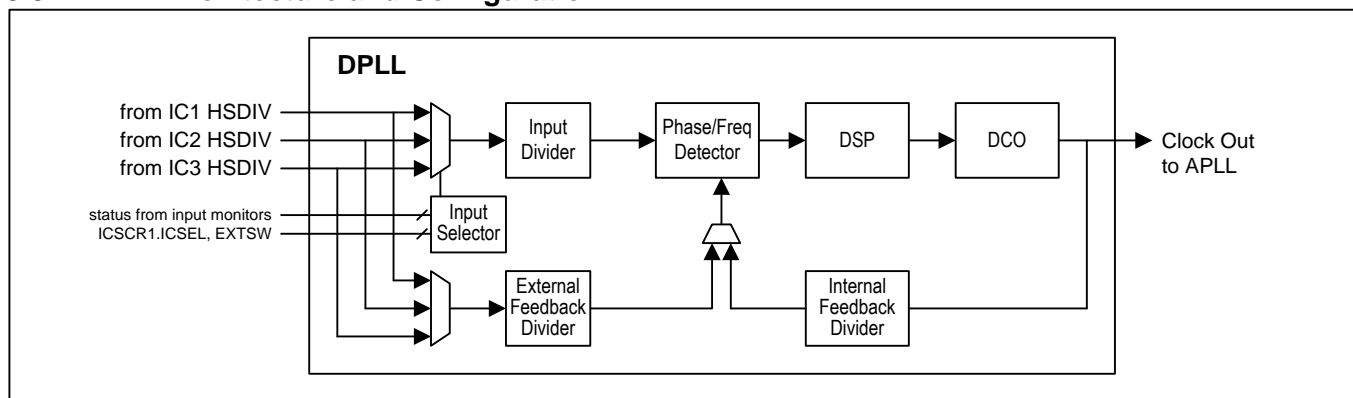 DPLL
from IC1 HSDIV
from IC2 HSDIV
from IC3 HSDIV
status from input monitors
ICSCR1.ICSEL, EXTSW
Input
Selector
Input
Divider
Phase/Freq
Detector
DSP
DCO
Clock Out
to APLL
External
Feedback
Divider
Internal
Feedback
Divider